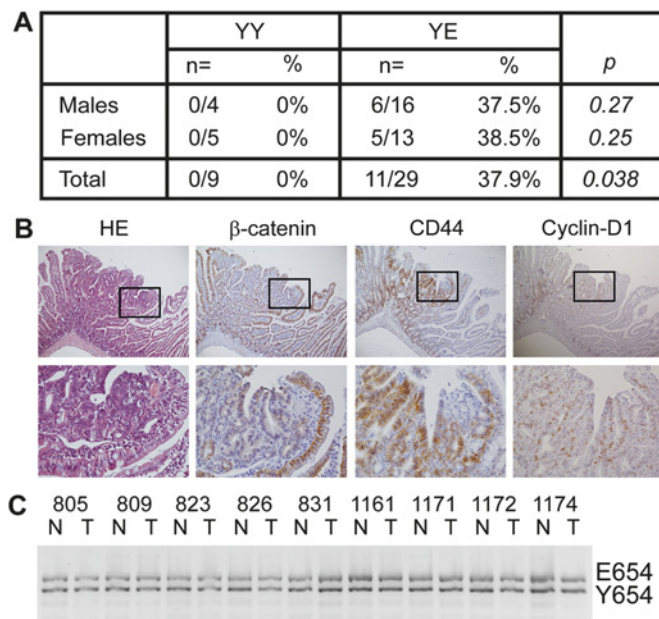 A
YY YE
n= % n= % p
Males 0/4 0% 6/16 37.5% 0.27
Females 0/5 0% 5/13 38.5% 0.25
Total 0/9 0% 11/29 37.9% 0.038
B
HE β-catenin CD44 Cyclin-D1
C
805 809 823 826 831 1161 1171 1172 1174
N T N T N T N T N T N T N T N T N T
E654
Y654